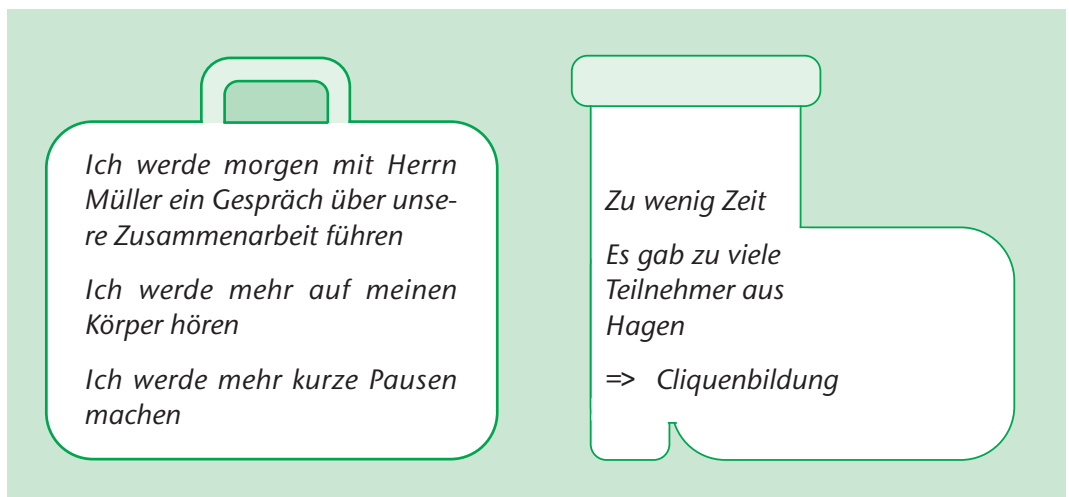 Ich werde morgen mit Herrn
Müller ein Gespräch über unse-
re Zusammenarbeit führen
Ich werde mehr auf meinen
Körper hören
Ich werde mehr kurze Pausen
machen
Zu wenig Zeit
Es gab zu viele
Teilnehmer aus
Hagen
=> Cliquenbildung